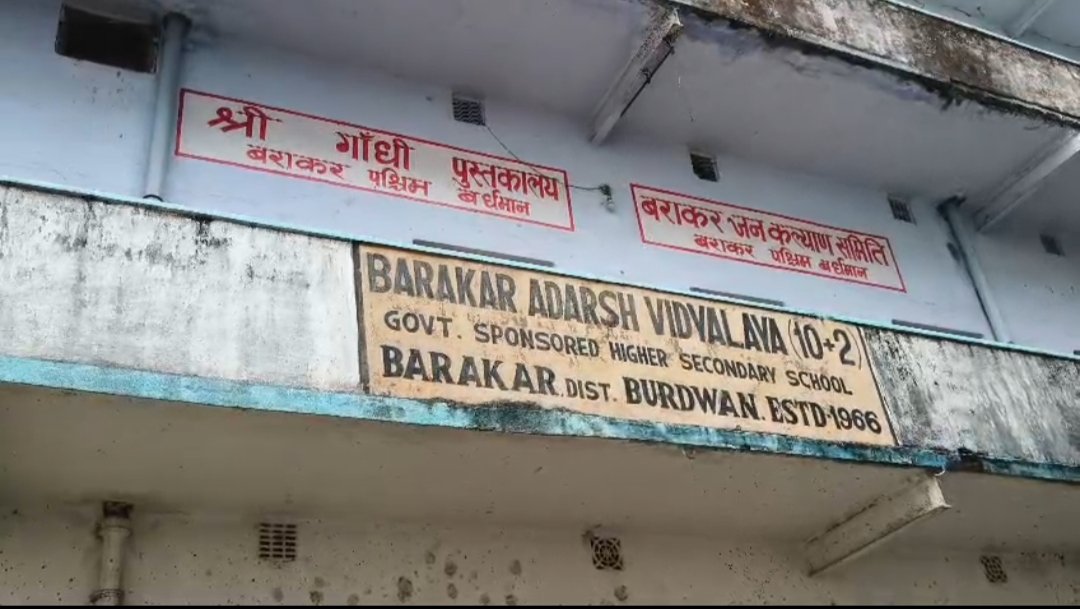 श्री गाँधी पुस्तकालय
बराकर पश्चिम बर्धमान
बराकर जन कल्याण समिति
बराकर पश्चिम बर्धमान
BARAKAR ADARSH VIDYALAYA (10+2)
GOVT. SPONSORED HIGHER SECONDARY SCHOOL
BARAKAR. DIST. BURDWAN. ESTD-1966